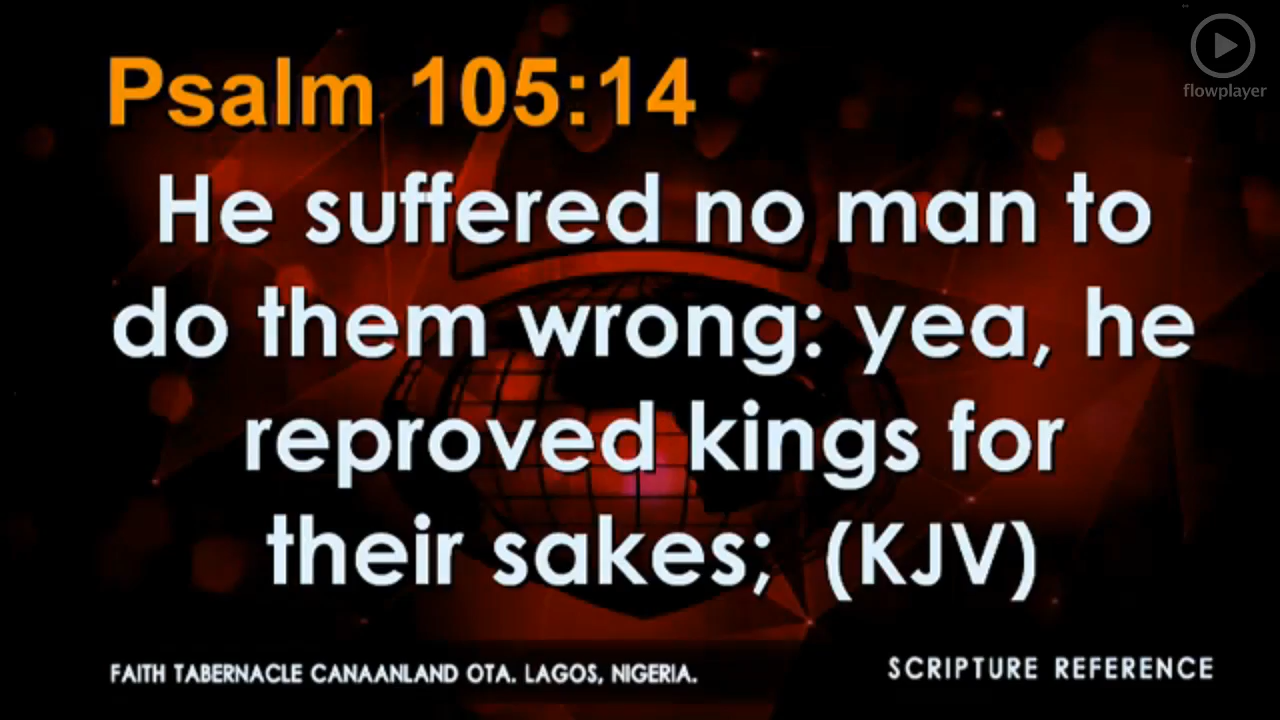 flowplayer
Psalm 105:14
He suffered no man to
do them wrong: yea, he
reproved kings for
their sakes; (KJV)
FAITH TABERNACLE CANAANLAND OTA. LAGOS, NIGERIA.
SCRIPTURE REFERENCE